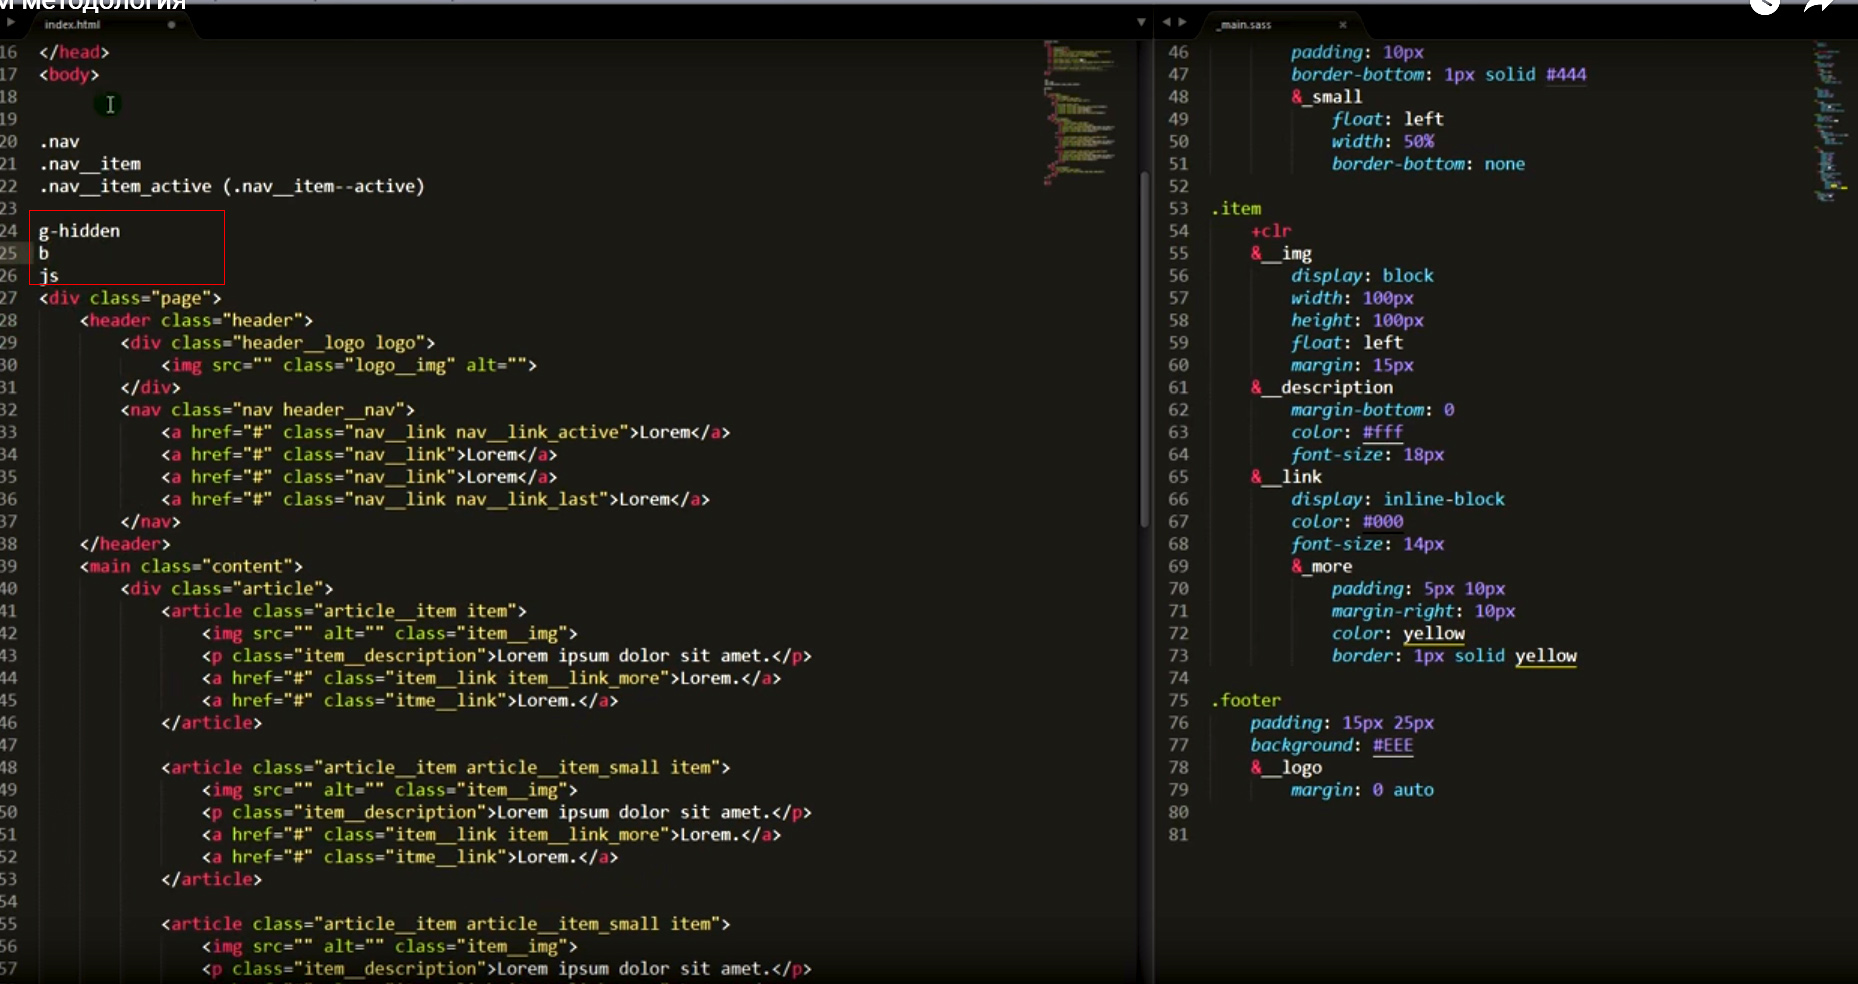 методология
index.html
16 </head>
17 <body>
18
19
20 .nav
21 .nav__item
22 .nav__item_active (.nav__item--active)
23
24 g-hidden
25 b
26 js
27 <div class="page">
28 <header class="header">
29 <div class="header__logo logo">
30 <img src="" class="logo__img" alt="">
31 </div>
32 <nav class="nav header__nav">
33 <a href="#" class="nav__link nav__link_active">Lorem</a>
34 <a href="#" class="nav__link">Lorem</a>
35 <a href="#" class="nav__link">Lorem</a>
36 <a href="#" class="nav__link nav__link_last">Lorem</a>
37 </nav>
38 </header>
39 <main class="content">
40 <div class="article">
41 <article class="article__item item">
42 <img src="" alt="" class="item__img">
43 <p class="item__description">Lorem ipsum dolor sit amet.</p>
44 <a href="#" class="item__link item__link_more">Lorem.</a>
45 <a href="#" class="itme__link">Lorem.</a>
46 </article>
47
48 <article class="article__item article__item_small item">
49 <img src="" alt="" class="item__img">
50 <p class="item__description">Lorem ipsum dolor sit amet.</p>
51 <a href="#" class="item__link item__link_more">Lorem.</a>
52 <a href="#" class="itme__link">Lorem.</a>
53 </article>
54
55 <article class="article__item article__item_small item">
56 <img src="" alt="" class="item__img">
57 <p class="item__description">Lorem ipsum dolor sit amet.</p>
_main.sass
46 padding: 10px
47 border-bottom: 1px solid #444
48 &_small
49 float: left
50 width: 50%
51 border-bottom: none
52
53 .item
54 +clr
55 &__img
56 display: block
57 width: 100px
58 height: 100px
59 float: left
60 margin: 15px
61 &__description
62 margin-bottom: 0
63 color: #fff
64 font-size: 18px
65 &__link
66 display: inline-block
67 color: #000
68 font-size: 14px
69 &_more
70 padding: 5px 10px
71 margin-right: 10px
72 color: yellow
73 border: 1px solid yellow
74
75 .footer
76 padding: 15px 25px
77 background: #EEE
78 &__logo
79 margin: 0 auto
80
81